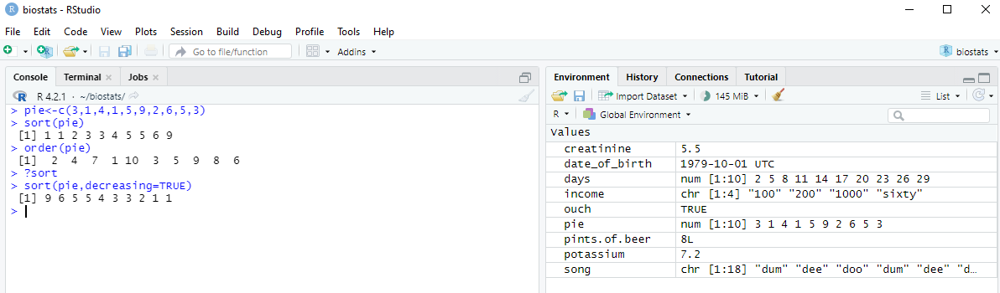 biostats - RStudio
File Edit Code View Plots Session Build Debug Profile Tools Help
Go to file/function Addins biostats
Console Terminal Jobs
R 4.2.1 · ~/biostats/
> pie<-c(3,1,4,1,5,9,2,6,5,3)
> sort(pie)
[1] 1 1 2 3 3 4 5 5 6 9
> order(pie)
[1] 2 4 7 1 10 3 5 9 8 6
> ?sort
> sort(pie,decreasing=TRUE)
[1] 9 6 5 5 4 3 3 2 1 1
>
Environment History Connections Tutorial
Import Dataset 145 MiB List
R Global Environment
Values
creatinine 5.5
date_of_birth 1979-10-01 UTC
days num [1:10] 2 5 8 11 14 17 20 23 26 29
income chr [1:4] "100" "200" "1000" "sixty"
ouch TRUE
pie num [1:10] 3 1 4 1 5 9 2 6 5 3
pints.of.beer 8L
potassium 7.2
song chr [1:18] "dum" "dee" "doo" "dum" "dee" "d…